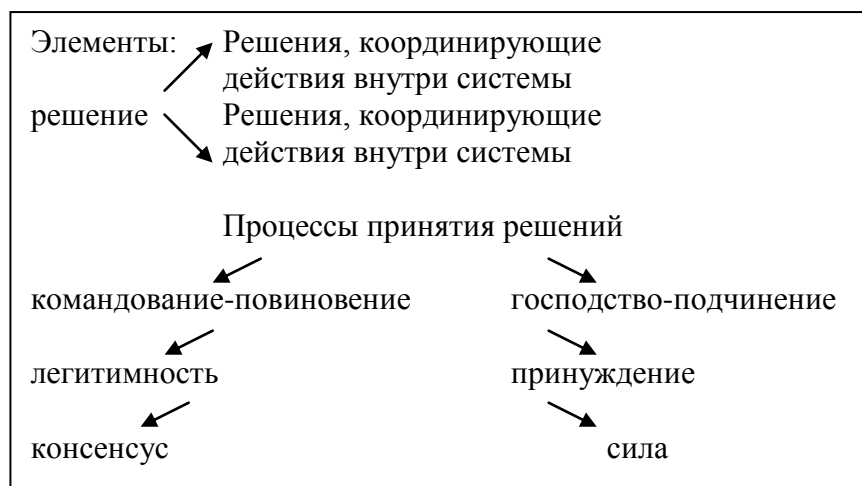 Элементы: Решения, координирующие
действия внутри системы
решение Решения, координирующие
действия внутри системы
Процессы принятия решений
командование-повиновение господство-подчинение
легитимность принуждение
консенсус сила